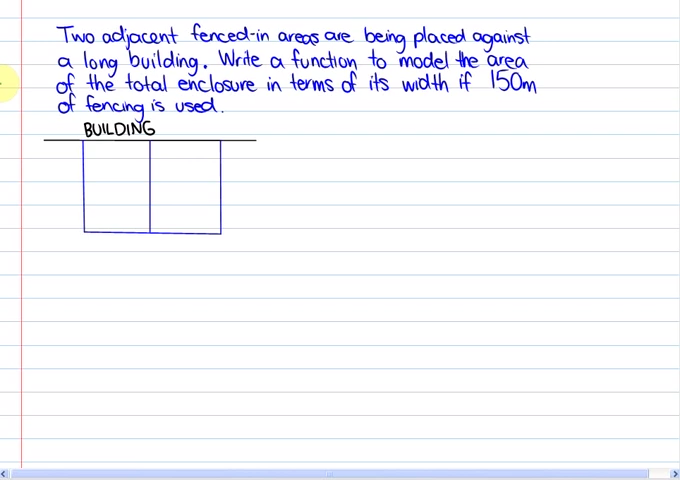 Two adjacent fenced-in areas are being placed against
a long building. Write a function to model the area
of the total enclosure in terms of its width if 150m
of fencing is used.
BUILDING